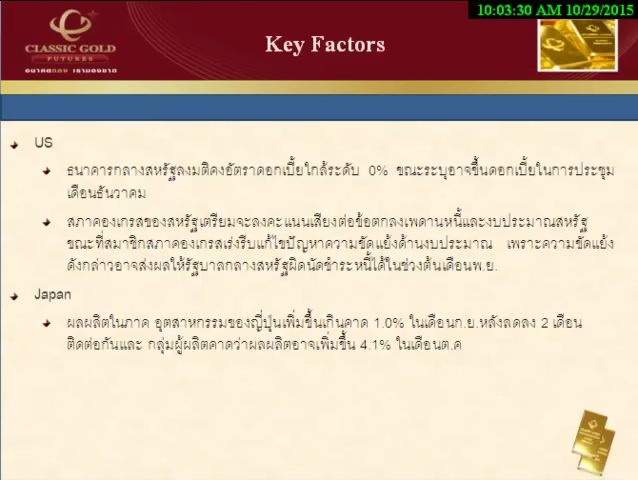 10:03:30 AM 10/29/2015
CLASSIC GOLD
FUTURES
อนาคตทอง เรามองขาด
Key Factors
US
ธนาคารกลางสหรัฐลงมติคงอัตราดอกเบี้ยใกล้ระดับ 0% ขณะระบุอาจขึ้นดอกเบี้ยในการประชุม
เดือนธันวาคม
สภาคองเกรสของสหรัฐเตรียมจะลงคะแนนเสียงต่อข้อตกลงเพดานหนี้และงบประมาณสหรัฐ
ขณะที่สมาชิกสภาคองเกรสเร่งรีบแก้ไขปัญหาความขัดแย้งด้านงบประมาณ เพราะความขัดแย้ง
ดังกล่าวอาจส่งผลให้รัฐบาลกลางสหรัฐผิดนัดชำระหนี้ได้ในช่วงต้นเดือนพ.ย.
Japan
ผลผลิตในภาค อุตสาหกรรมของญี่ปุ่นเพิ่มขึ้นเกินคาด 1.0% ในเดือนก.ย.หลังลดลง 2 เดือน
ติดต่อกันและ กลุ่มผู้ผลิตคาดว่าผลผลิตอาจเพิ่มขึ้น 4.1% ในเดือนต.ค